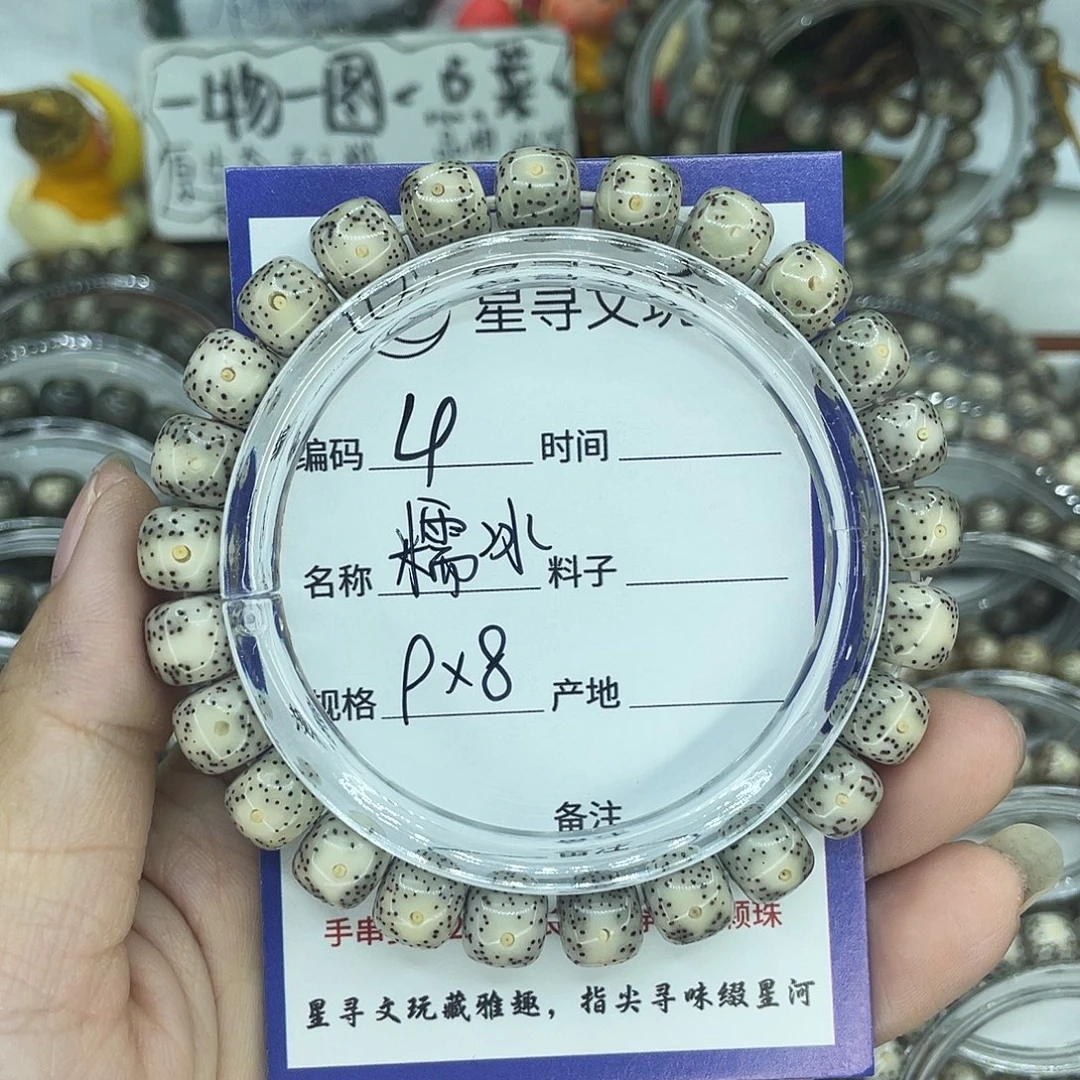 一物一图
星寻文玩
编码 4 时间
名称 糯冰 料子
规格 P×8 产地
备注
手串
颈珠
星寻文玩藏雅趣，指尖寻味缀星河